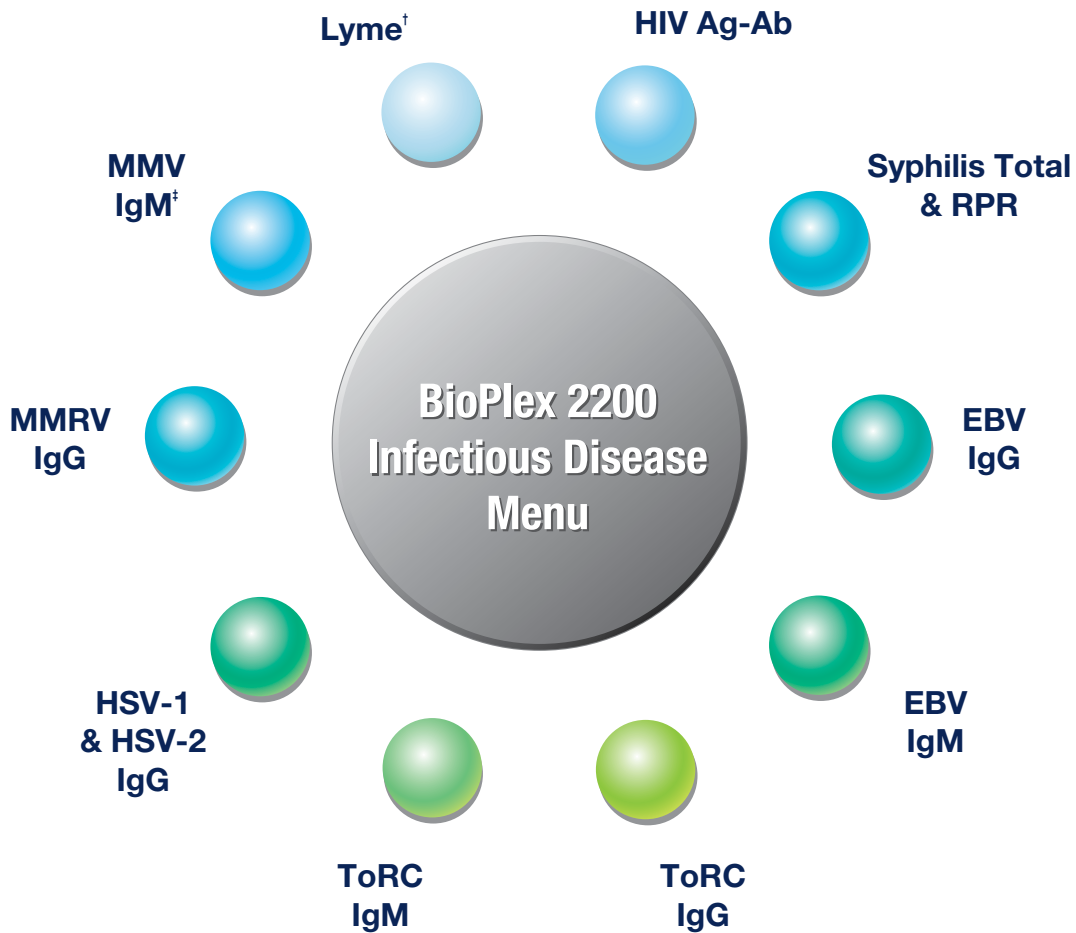 Lyme†
HIV Ag-Ab
MMV
IgM‡
Syphilis Total
& RPR
BioPlex 2200
Infectious Disease
Menu
MMRV
IgG
EBV
IgG
HSV-1
& HSV-2
IgG
EBV
IgM
ToRC
IgM
ToRC
IgG